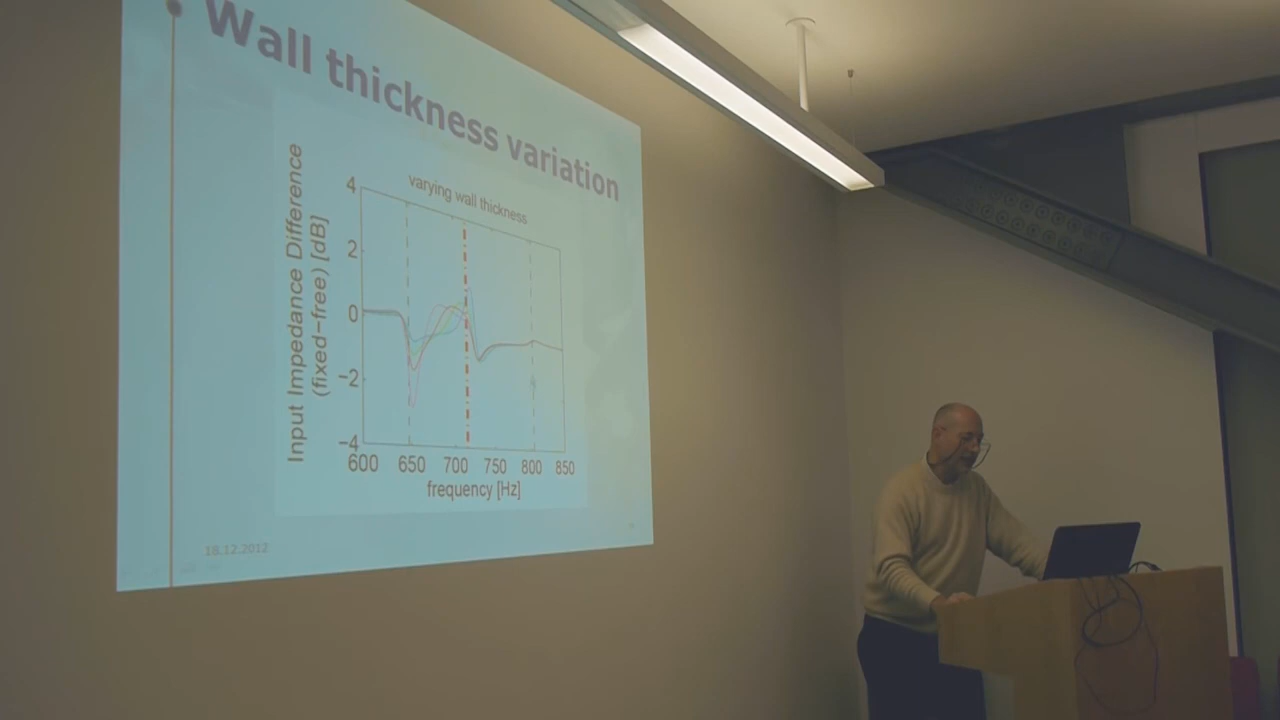 Wall thickness variation
varying wall thickness
Input Impedance Difference
(fixed-free) [dB]
4
2
0
-2
-4
600 650 700 750 800 850
frequency [Hz]
18.12.2012